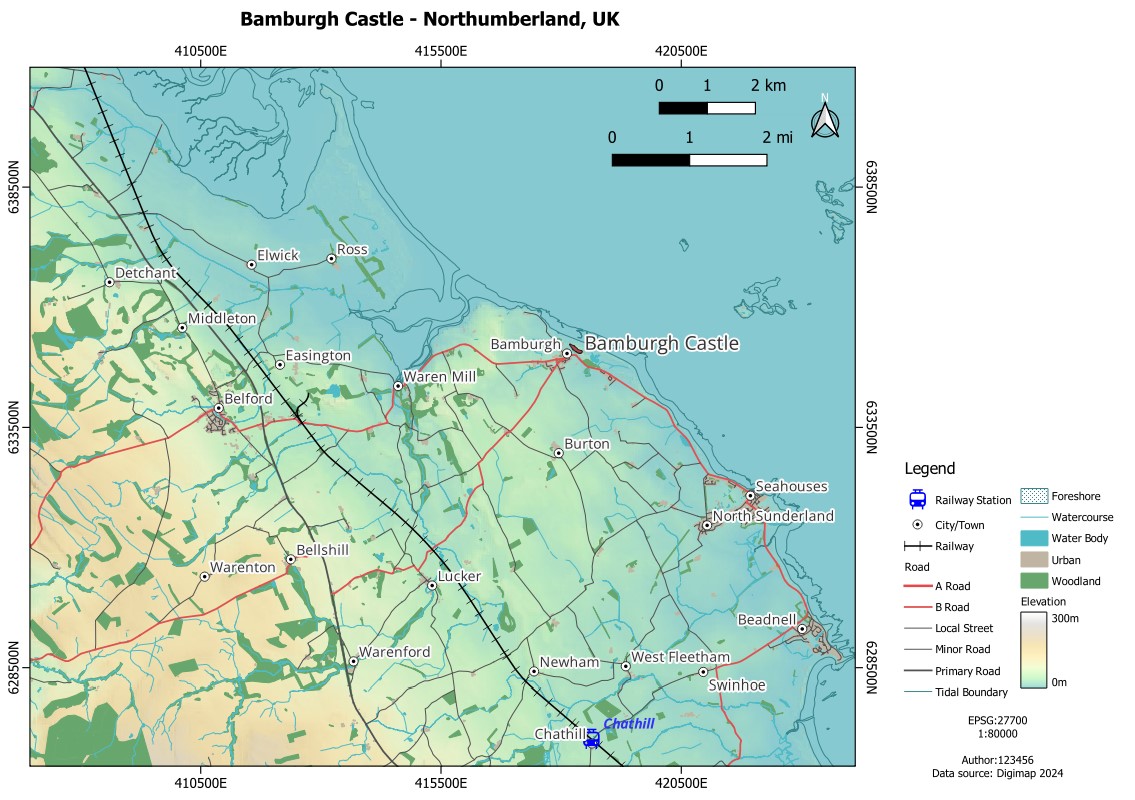 Bamburgh Castle - Northumberland, UK
410500E 415500E 420500E
0 1 2 km
N
0 1 2 mi
638500N 638500N
Ross
Elwick
Detchant
Middleton
Bamburgh Bamburgh Castle
Easington
Waren Mill
Belford
633500N 633500N
Burton
Seahouses
North Sunderland
Bellshill
Warenton
Lucker
Beadnell
Warenford
West Fleetham
Newham
628500N 628500N
Swinhoe
Chathill
Chathill
410500E 415500E 420500E
Legend
Railway Station
City/Town
Railway
Road
A Road
B Road
Local Street
Minor Road
Primary Road
Tidal Boundary
Foreshore
Watercourse
Water Body
Urban
Woodland
Elevation
300m
0m
EPSG:27700
1:80000
Author:123456
Data source: Digimap 2024